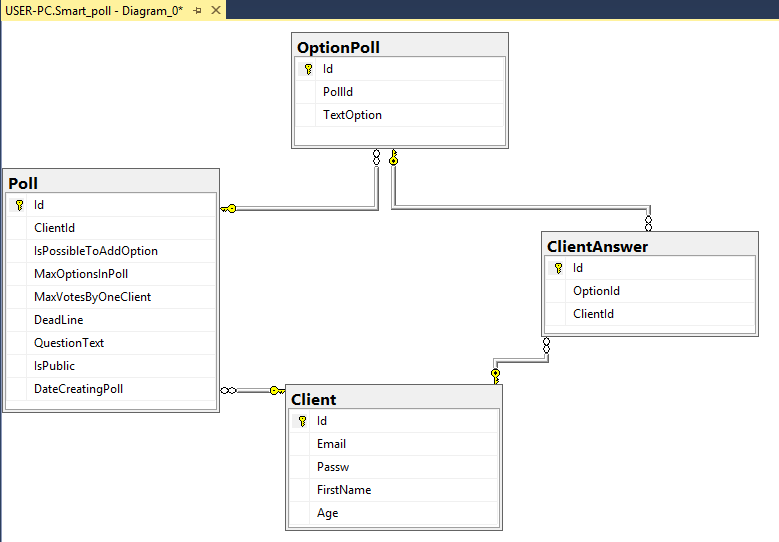 USER-PC.Smart_poll - Diagram_0*
OptionPoll
Id
PollId
TextOption
Poll
Id
ClientId
IsPossibleToAddOption
MaxOptionsInPoll
MaxVotesByOneClient
DeadLine
QuestionText
IsPublic
DateCreatingPoll
ClientAnswer
Id
OptionId
ClientId
Client
Id
Email
Passw
FirstName
Age